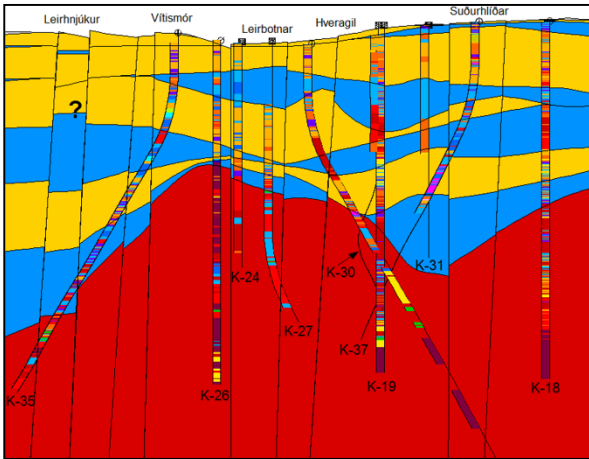 Leirhnjúkur
Vítismór
Leirbotnar
Hveragil
Suðurhlíðar
?
K-24
K-30
K-31
K-27
K-37
K-35
K-26
K-19
K-18